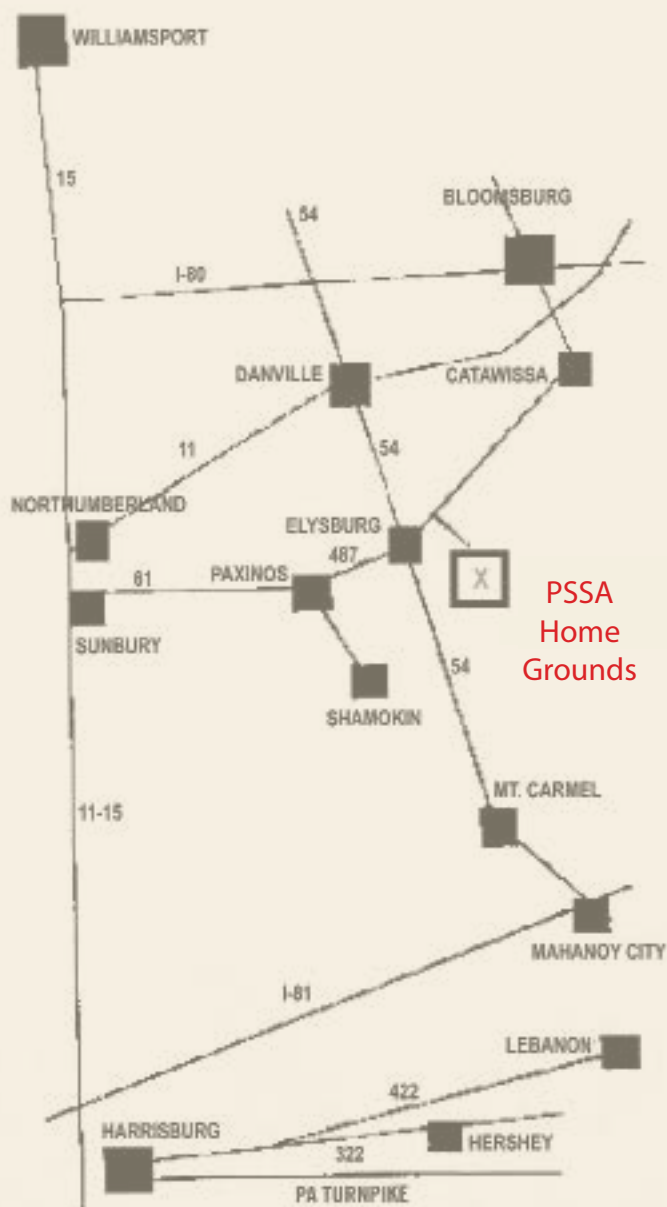 WILLIAMSPORT
15
BLOOMSBURG
54
I-80
DANVILLE
CATAWISSA
11
54
NORTHUMBERLAND
ELYSBURG
487
PAXINOS
61
X
PSSA
Home
Grounds
SUNBURY
54
SHAMOKIN
MT. CARMEL
11-15
MAHANOY CITY
I-81
LEBANON
422
HARRISBURG
HERSHEY
322
PA TURNPIKE